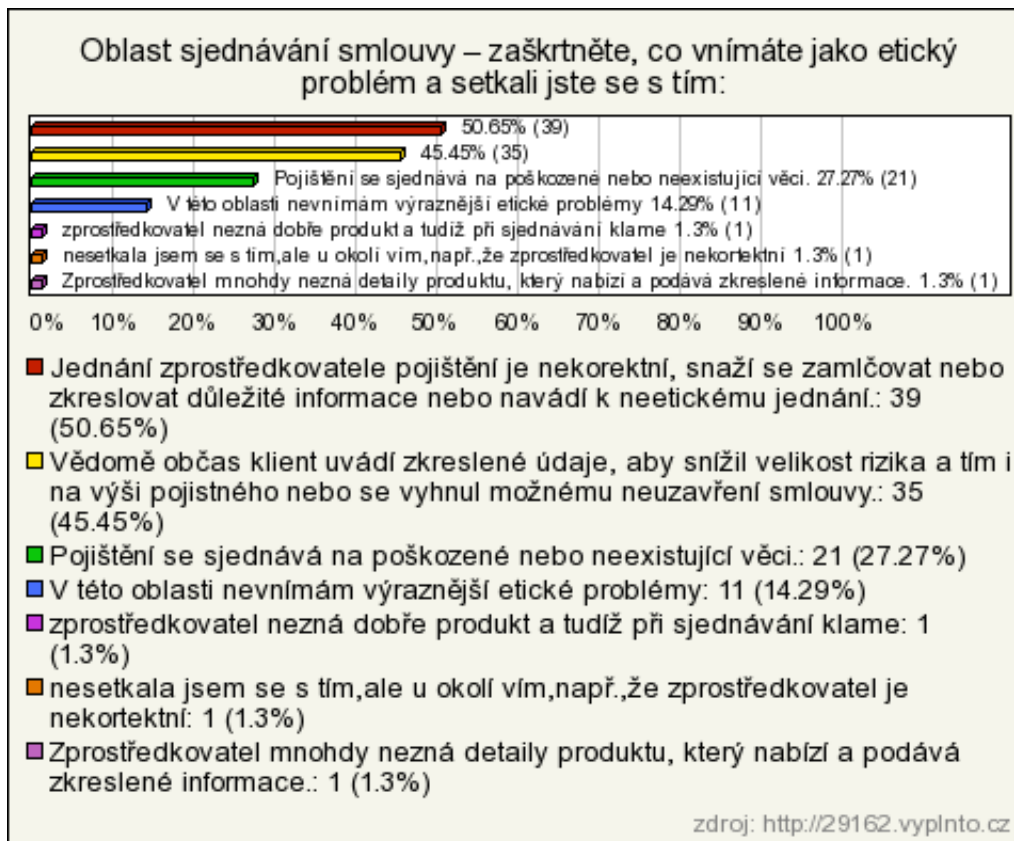 Oblast sjednávání smlouvy – zaškrtněte, co vnímáte jako etický
problém a setkali jste se s tím:
50.65% (39)
45.45% (35)
Pojištění se sjednává na poškozené nebo neexistující věci. 27.27% (21)
V této oblasti nevnímám výraznější etické problémy 14.29% (11)
zprostředkovatel nezná dobře produkt a tudíž při sjednávání klame 1.3% (1)
nesetkala jsem se s tím,ale u okolí vím,např.,že zprostředkovatel je nekortektní 1.3% (1)
Zprostředkovatel mnohdy nezná detaily produktu, který nabízí a podává zkreslené informace. 1.3% (1)
0% 10% 20% 30% 40% 50% 60% 70% 80% 90% 100%
Jednání zprostředkovatele pojištění je nekorektní, snaží se zamlčovat nebo
zkreslovat důležité informace nebo navádí k neetickému jednání.: 39
(50.65%)
Vědomě občas klient uvádí zkreslené údaje, aby snížil velikost rizika a tím i
na výši pojistného nebo se vyhnul možnému neuzavření smlouvy.: 35
(45.45%)
Pojištění se sjednává na poškozené nebo neexistující věci.: 21 (27.27%)
V této oblasti nevnímám výraznější etické problémy: 11 (14.29%)
zprostředkovatel nezná dobře produkt a tudíž při sjednávání klame: 1
(1.3%)
nesetkala jsem se s tím,ale u okolí vím,např.,že zprostředkovatel je
nekortektní: 1 (1.3%)
Zprostředkovatel mnohdy nezná detaily produktu, který nabízí a podává
zkreslené informace.: 1 (1.3%)
zdroj: http://29162.vyplnto.cz